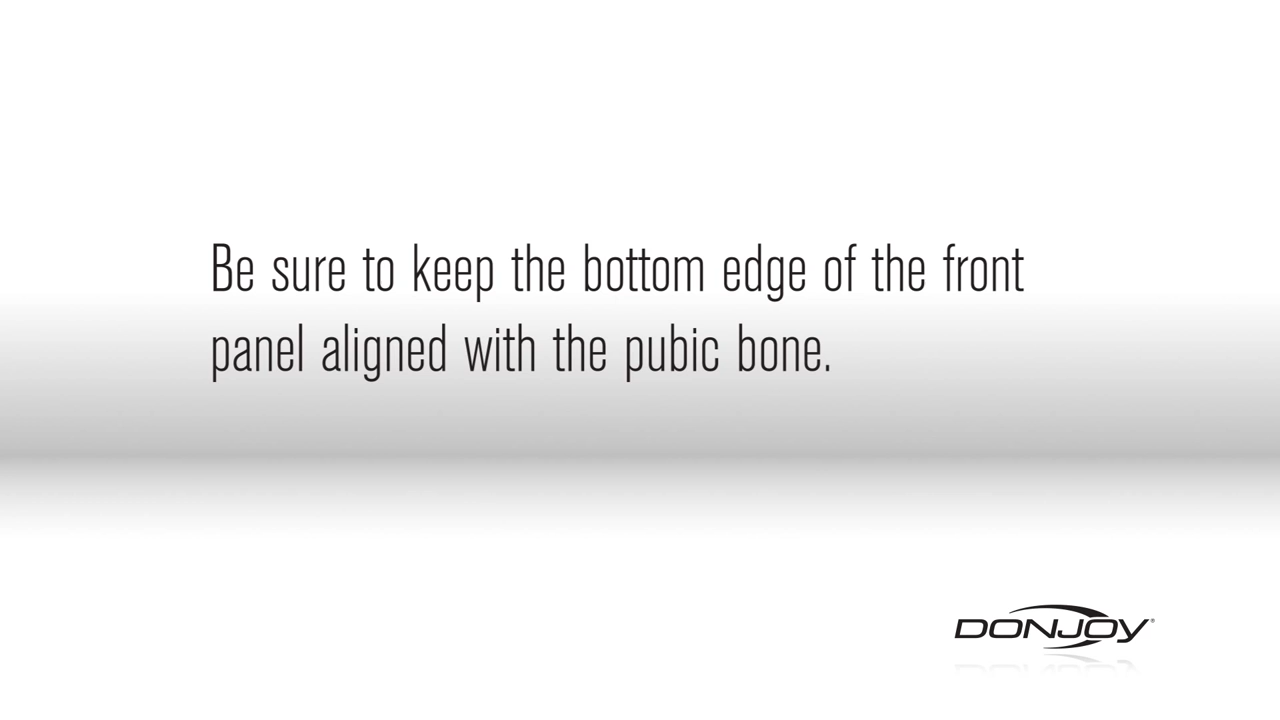 Be sure to keep the bottom edge of the front
panel aligned with the pubic bone.
DONJOY®